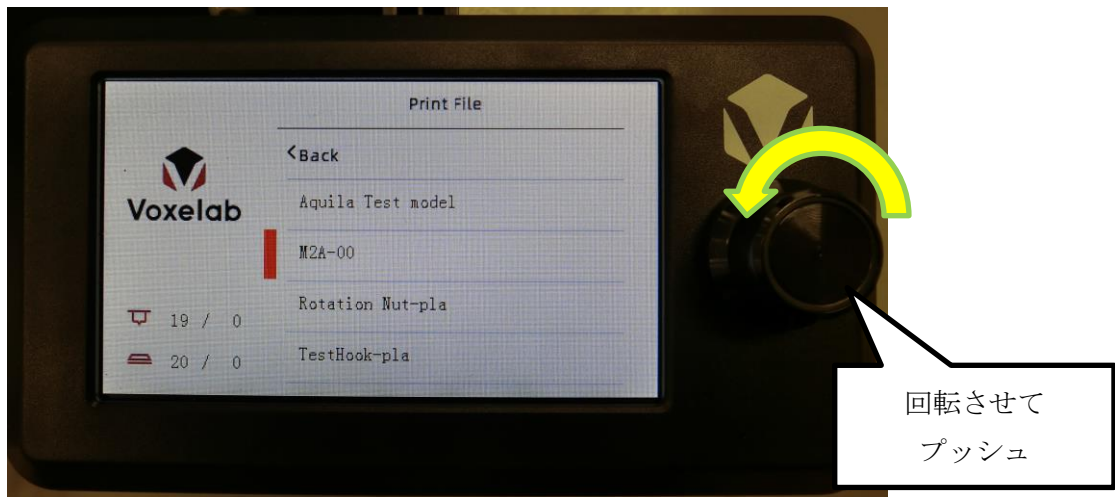 Print File
<Back
Voxelab
Aquila Test model
M2A-00
Rotation Nut-pla
19 / 0
TestHook-pla
20 / 0
回転させて
プッシュ